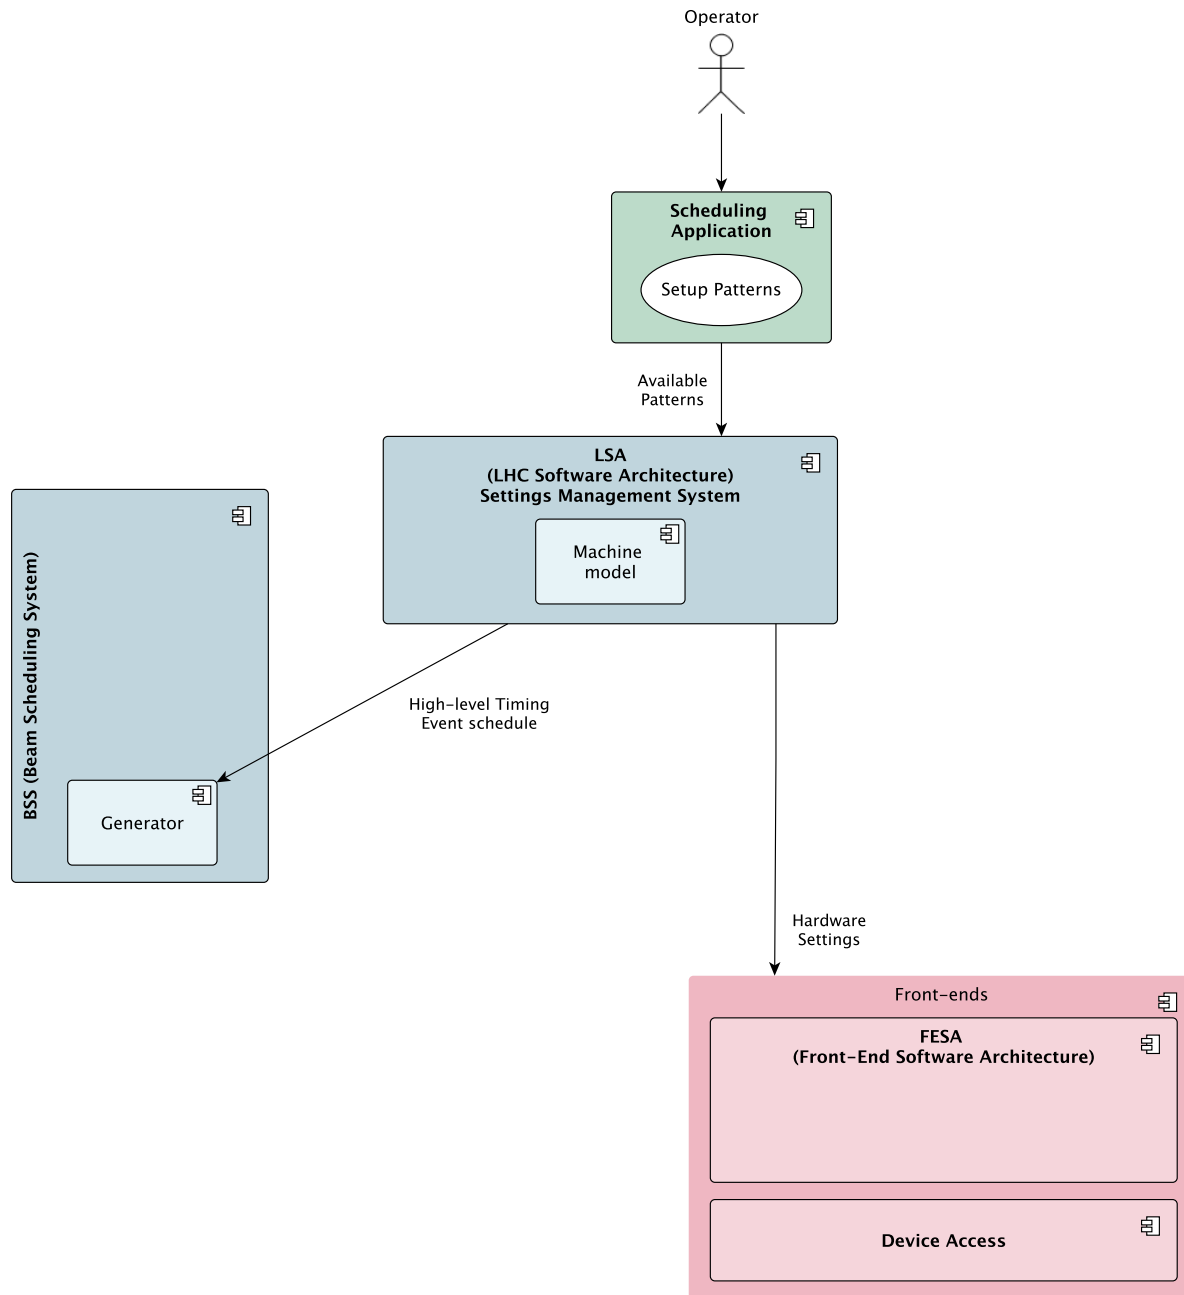 Operator
Scheduling
Application
Setup Patterns
Available
Patterns
LSA
(LHC Software Architecture)
Settings Management System
Machine
model
BSS (Beam Scheduling System)
High-level Timing
Event schedule
Generator
Hardware
Settings
Front-ends
FESA
(Front-End Software Architecture)
Device Access